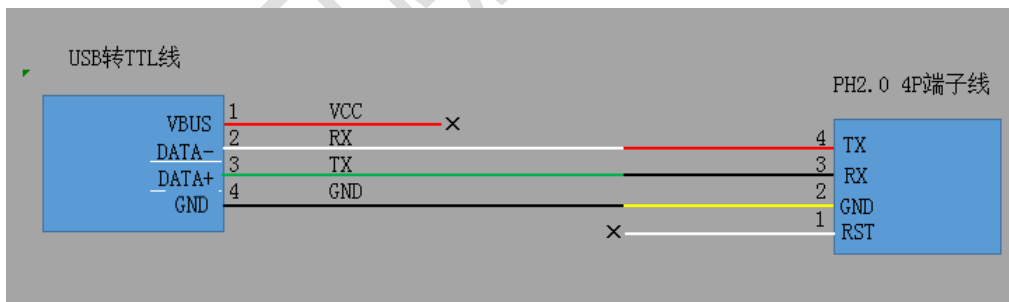 USB转TTL线
PH2.0 4P端子线
VBUS 1 VCC
DATA- 2 RX
DATA+ 3 TX
GND 4 GND
4 TX
3 RX
2 GND
1 RST